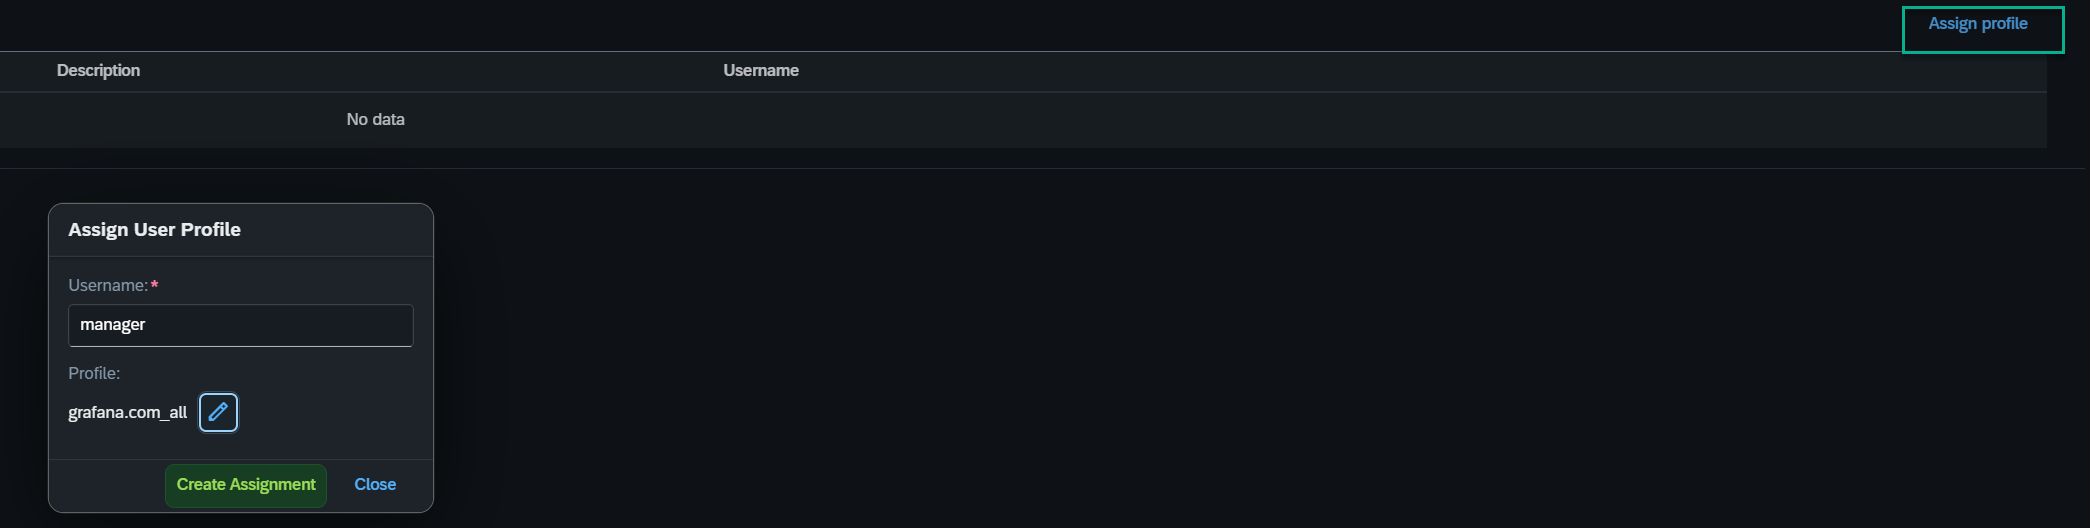 Assign profile
Description Username
No data
Assign User Profile
Username:*
manager
Profile:
grafana.com_all
Create Assignment Close